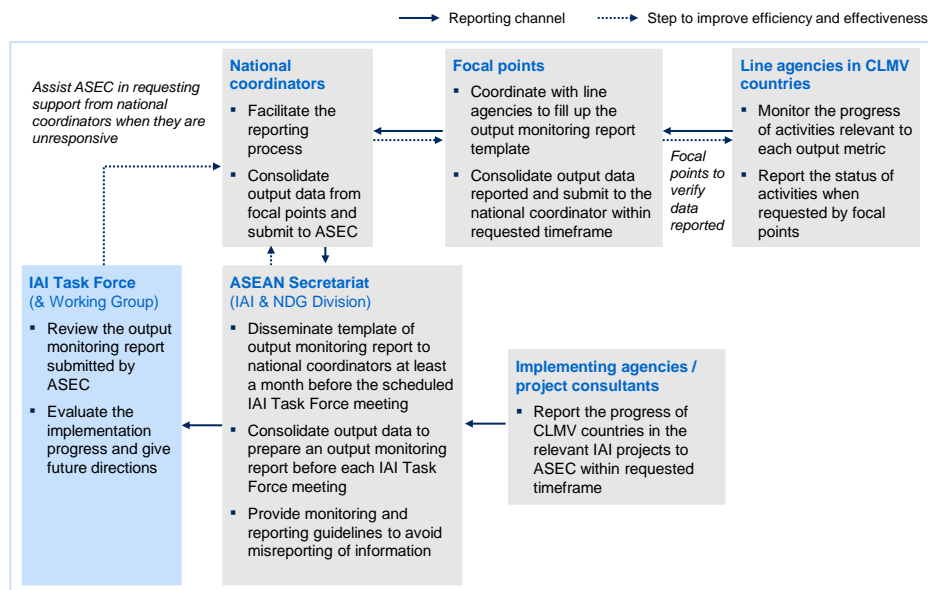 Reporting channel
Step to improve efficiency and effectiveness
Assist ASEC in requesting
support from national
coordinators when they are
unresponsive
National
coordinators
▪ Facilitate the
reporting
process
▪ Consolidate
output data from
focal points and
submit to ASEC
Focal points
▪ Coordinate with line
agencies to fill up the
output monitoring report
template
▪ Consolidate output data
reported and submit to the
national coordinator within
requested timeframe
Focal
points to
verify
data
reported
Line agencies in CLMV
countries
▪ Monitor the progress
of activities relevant to
each output metric
▪ Report the status of
activities when
requested by focal
points
IAI Task Force
(& Working Group)
▪ Review the output
monitoring report
submitted by
ASEC
▪ Evaluate the
implementation
progress and give
future directions
ASEAN Secretariat
(IAI & NDG Division)
▪ Disseminate template of
output monitoring report to
national coordinators at least
a month before the scheduled
IAI Task Force meeting
▪ Consolidate output data to
prepare an output monitoring
report before each IAI Task
Force meeting
▪ Provide monitoring and
reporting guidelines to avoid
misreporting of information
Implementing agencies /
project consultants
▪ Report the progress of
CLMV countries in the
relevant IAI projects to
ASEC within requested
timeframe